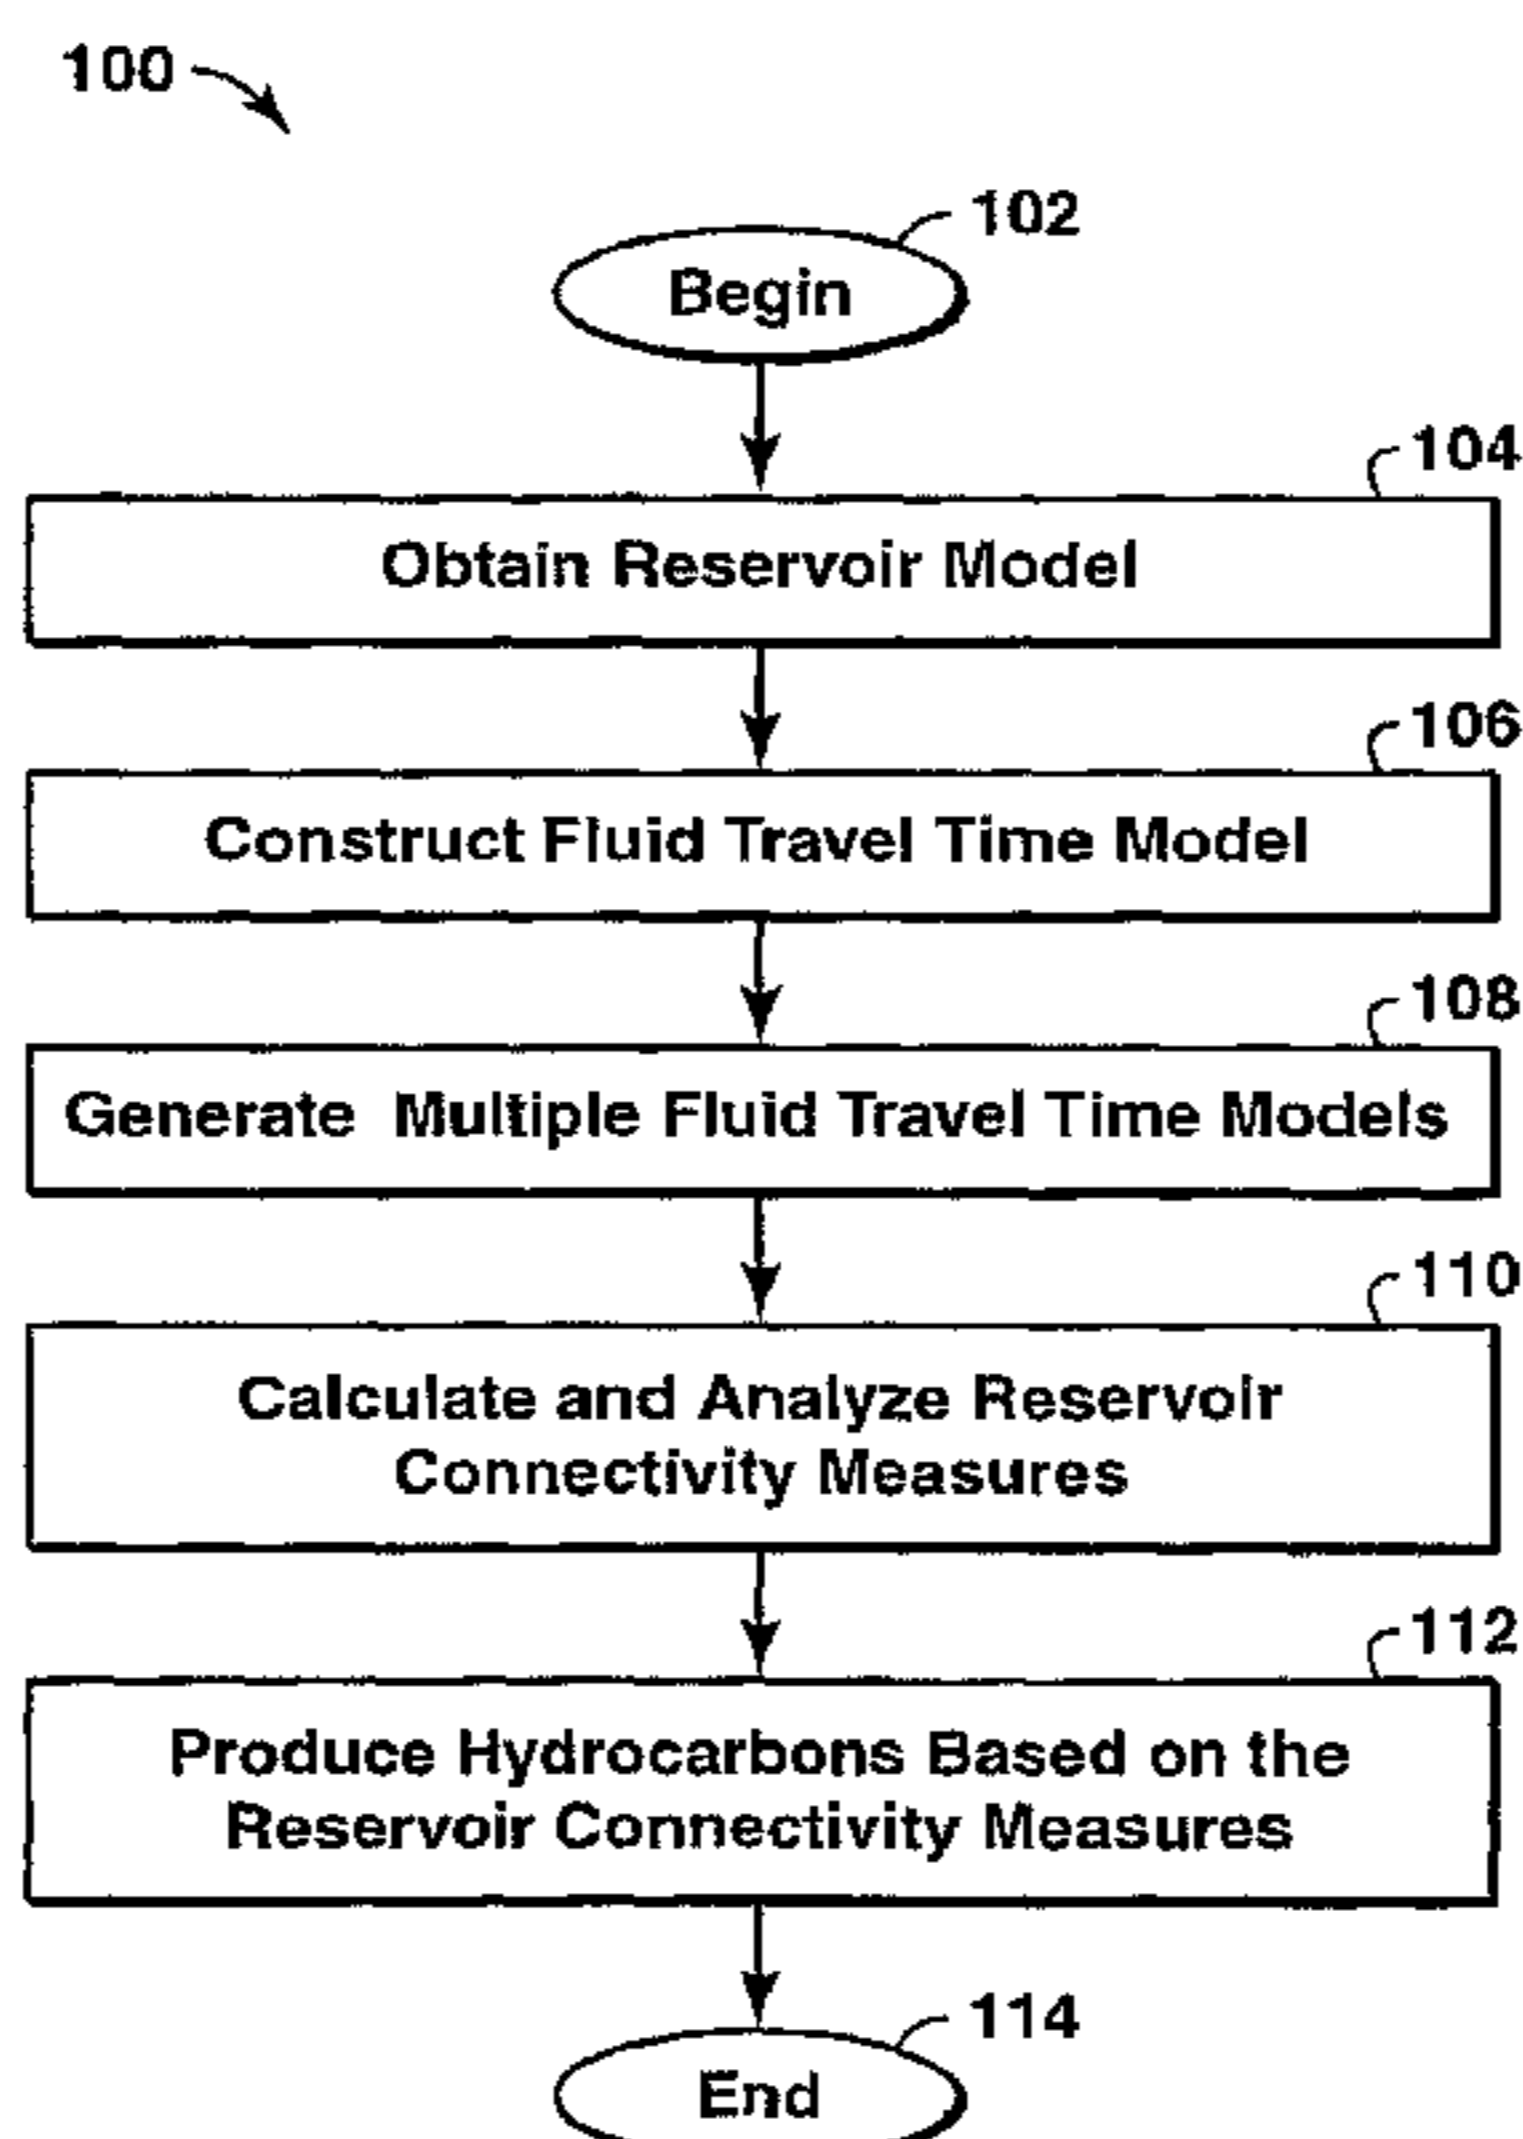 100
102
Begin
104
Obtain Reservoir Model
106
Construct Fluid Travel Time Model
108
Generate Multiple Fluid Travel Time Models
110
Calculate and Analyze Reservoir
Connectivity Measures
112
Produce Hydrocarbons Based on the
Reservoir Connectivity Measures
114
End